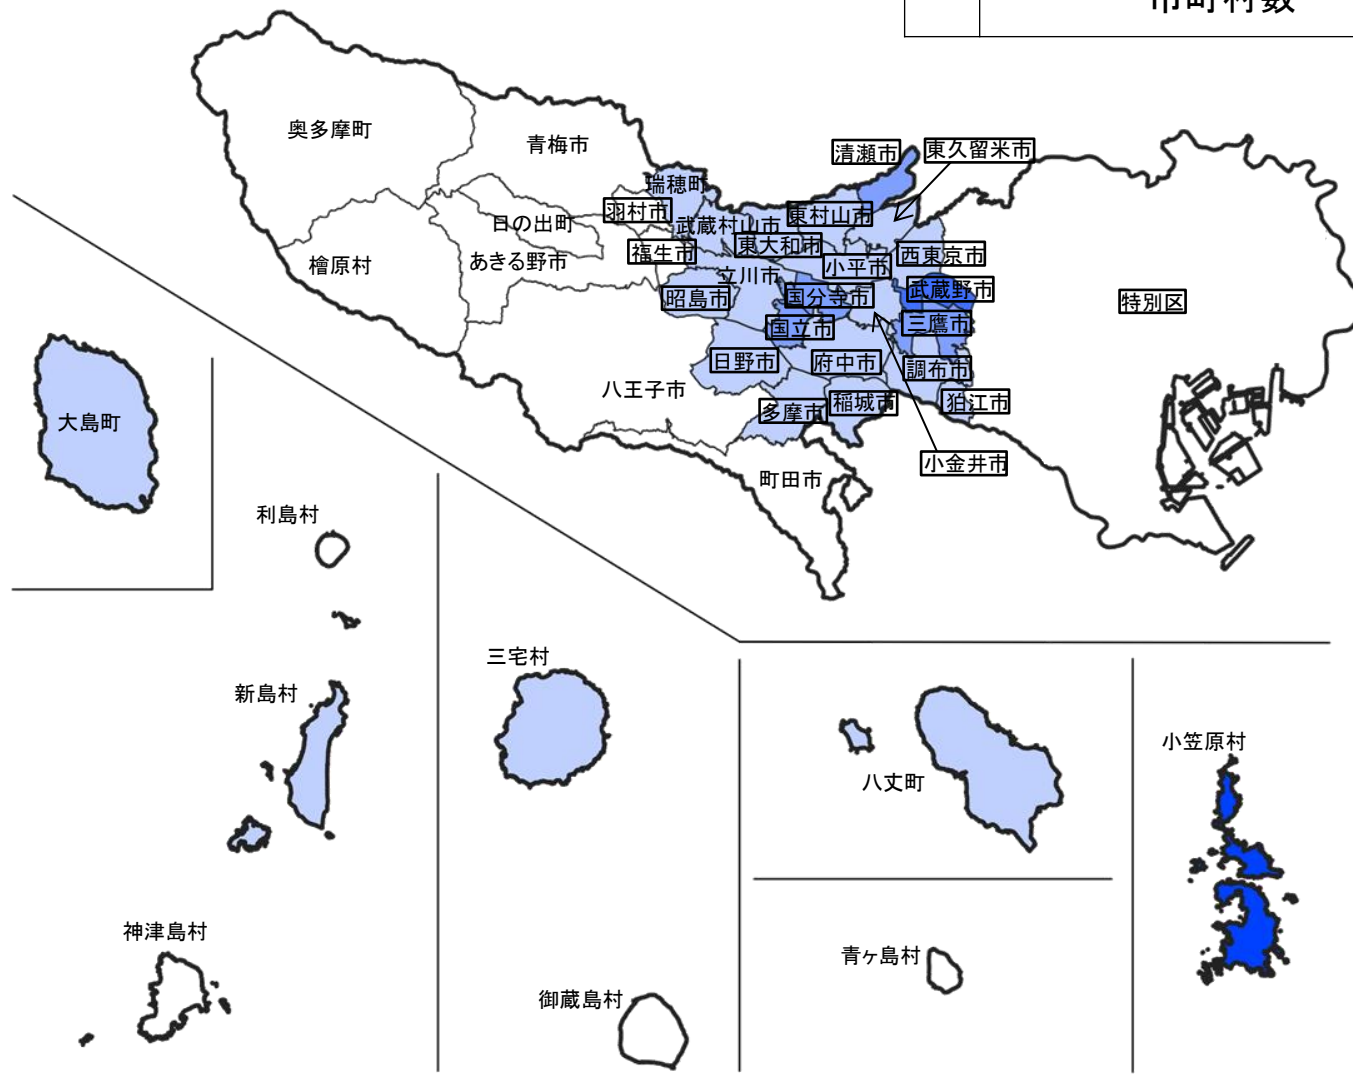 市町村数
奥多摩町
青梅市
清瀬市
東久留米市
瑞穂町
羽村市
東村山市
日の出町
武蔵村山市
東大和市
福生市
西東京市
檜原村
あきる野市
小平市
立川市
昭島市
国分寺市
武蔵野市
特別区
国立市
三鷹市
日野市
府中市
調布市
八王子市
多摩市
稲城市
狛江市
大島町
小金井市
町田市
利島村
三宅村
新島村
小笠原村
八丈町
神津島村
青ヶ島村
御蔵島村